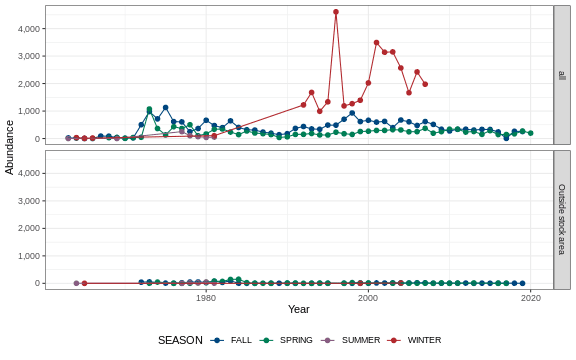 4,000
3,000
2,000
1,000
0
all
Abundance
4,000
3,000
2,000
1,000
0
Outside stock area
1980
2000
2020
Year
SEASON FALL SPRING SUMMER WINTER